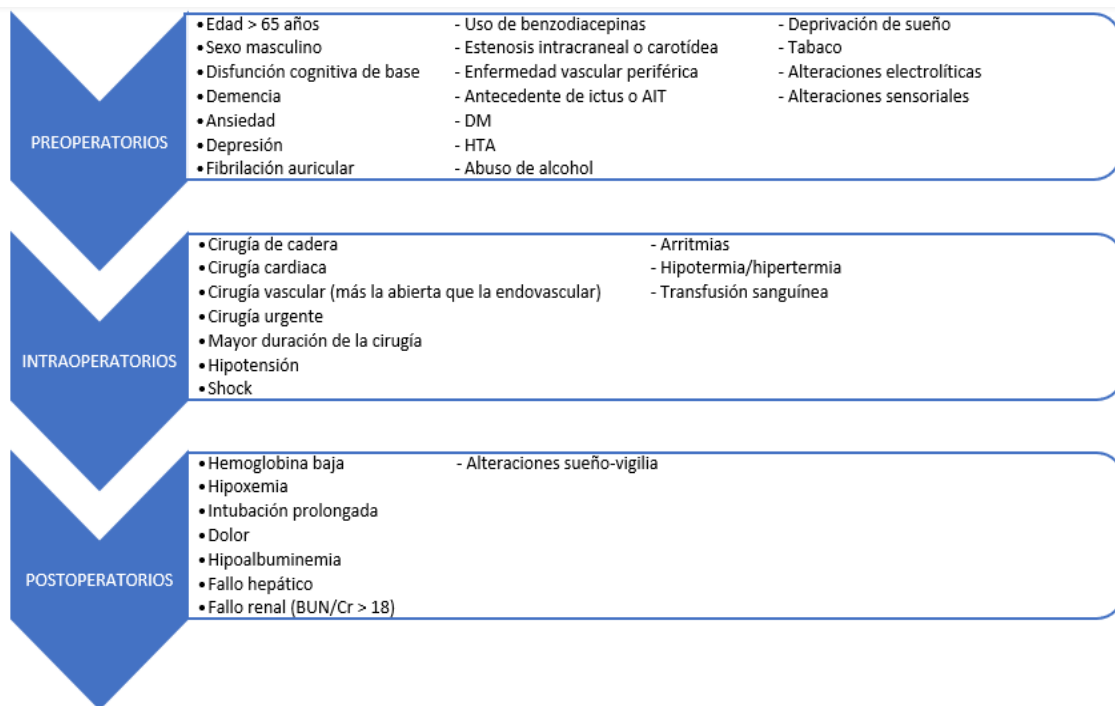 PREOPERATORIOS
•Edad > 65 años
•Sexo masculino
•Disfunción cognitiva de base
•Demencia
•Ansiedad
•Depresión
•Fibrilación auricular
- Uso de benzodiacepinas
- Estenosis intracraneal o carotídea
- Enfermedad vascular periférica
- Antecedente de ictus o AIT
- DM
- HTA
- Abuso de alcohol
- Deprivación de sueño
- Tabaco
- Alteraciones electrolíticas
- Alteraciones sensoriales
INTRAOPERATORIOS
•Cirugía de cadera
•Cirugía cardiaca
•Cirugía vascular (más la abierta que la endovascular)
•Cirugía urgente
•Mayor duración de la cirugía
•Hipotensión
•Shock
- Arritmias
- Hipotermia/hipertermia
- Transfusión sanguínea
POSTOPERATORIOS
•Hemoglobina baja
•Hipoxemia
•Intubación prolongada
•Dolor
•Hipoalbuminemia
•Fallo hepático
•Fallo renal (BUN/Cr > 18)
- Alteraciones sueño-vigilia